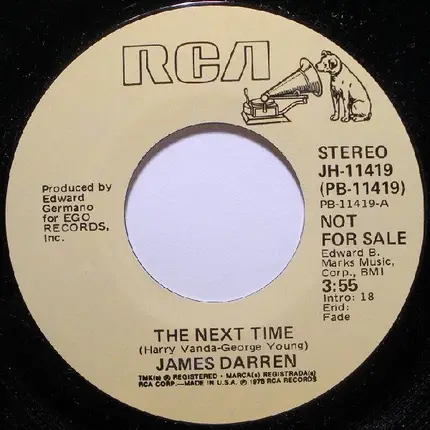 RCA
STEREO
JH-11419
(PB-11419)
PB-11419-A
NOT
FOR SALE
Edward B.
Marks Music,
Corp., BMI
3:55
Intro: 18
End:
Fade
Produced by
Edward
Germano
for EGO
RECORDS,
Inc.
THE NEXT TIME
(Harry Vanda-George Young)
JAMES DARREN
TMK(s) ® REGISTERED • MARCA(s) REGISTRADA(s)
RCA CORP.—MADE IN U.S.A. ℗ 1978 RCA RECORDS